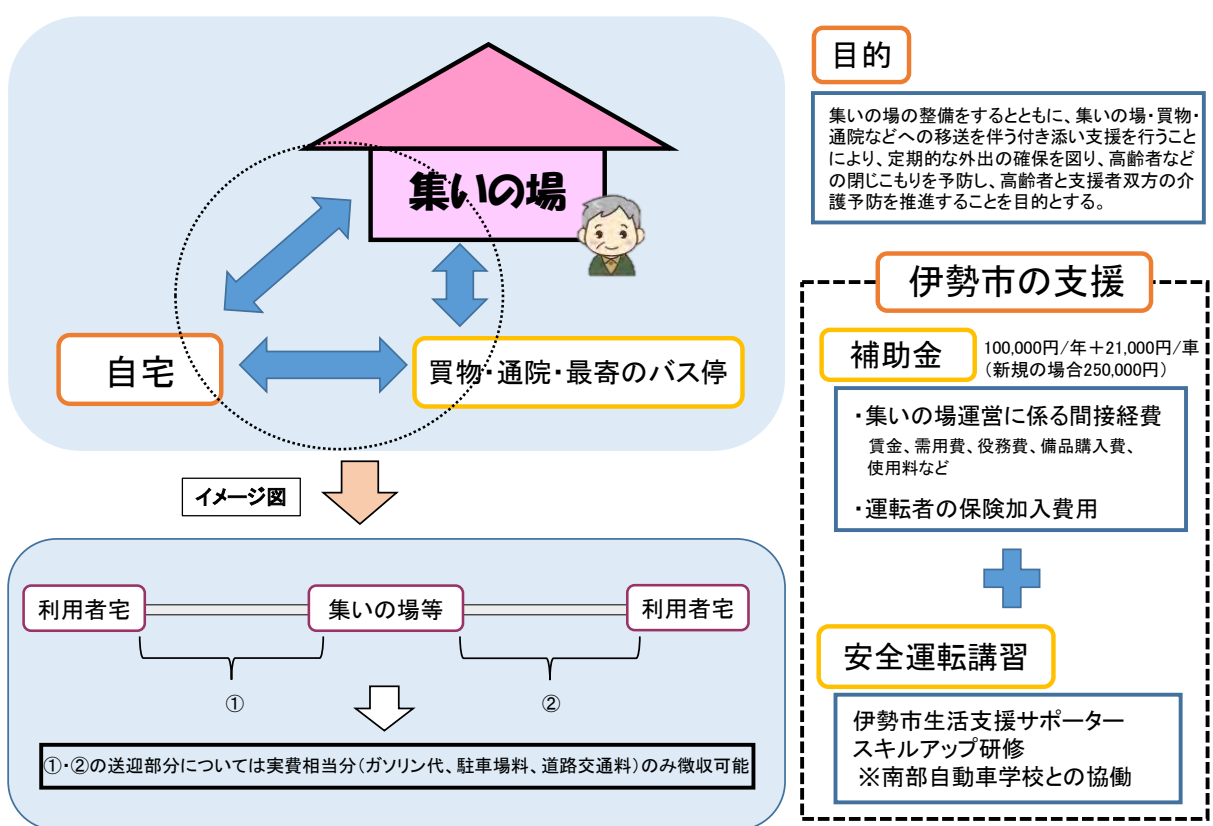 集いの場
自宅
買物・通院・最寄のバス停
イメージ図
利用者宅
集いの場等
利用者宅
①
②
①・②の送迎部分については実費相当分(ガソリン代、駐車場料、道路交通料)のみ徴収可能
目的
集いの場の整備をするとともに、集いの場・買物・
通院などへの移送を伴う付き添い支援を行うこと
により、定期的な外出の確保を図り、高齢者など
の閉じこもりを予防し、高齢者と支援者双方の介
護予防を推進することを目的とする。
伊勢市の支援
補助金
100,000円/年+21,000円/車
(新規の場合250,000円)
・集いの場運営に係る間接経費
賃金、需用費、役務費、備品購入費、
使用料など
・運転者の保険加入費用
安全運転講習
伊勢市生活支援サポーター
スキルアップ研修
※南部自動車学校との協働